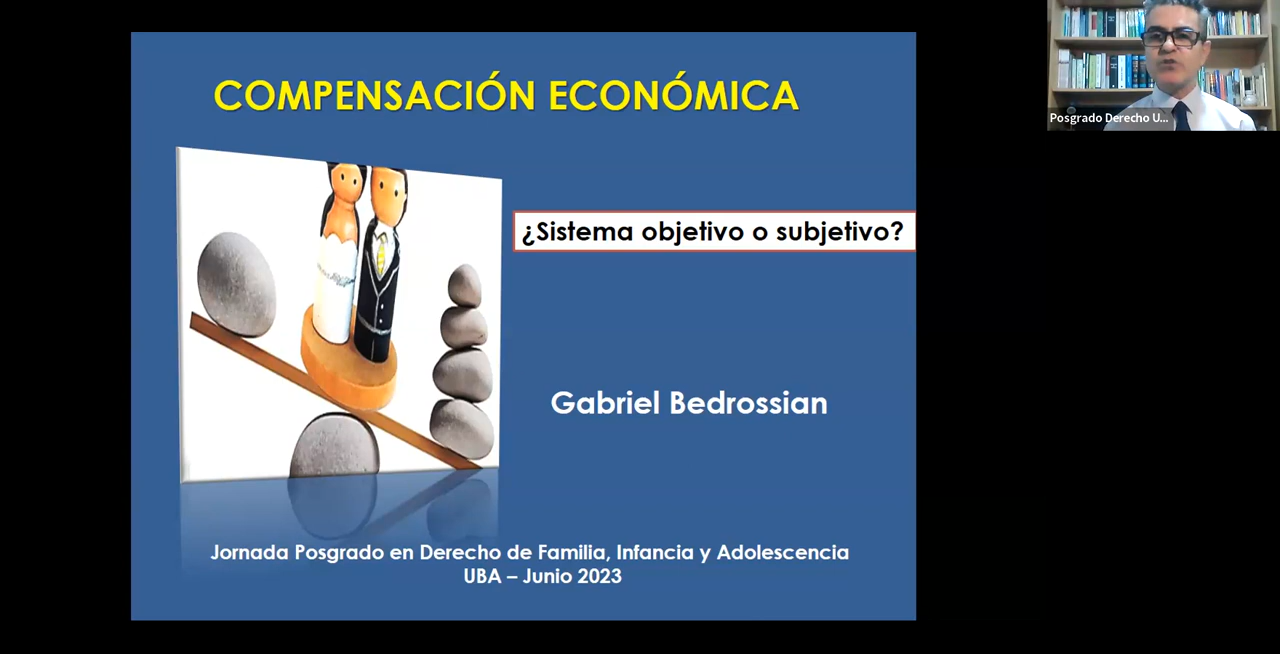 COMPENSACIÓN ECONÓMICA
¿Sistema objetivo o subjetivo?
Gabriel Bedrossian
Jornada Posgrado en Derecho de Familia, Infancia y Adolescencia
UBA – Junio 2023
Posgrado Derecho U...